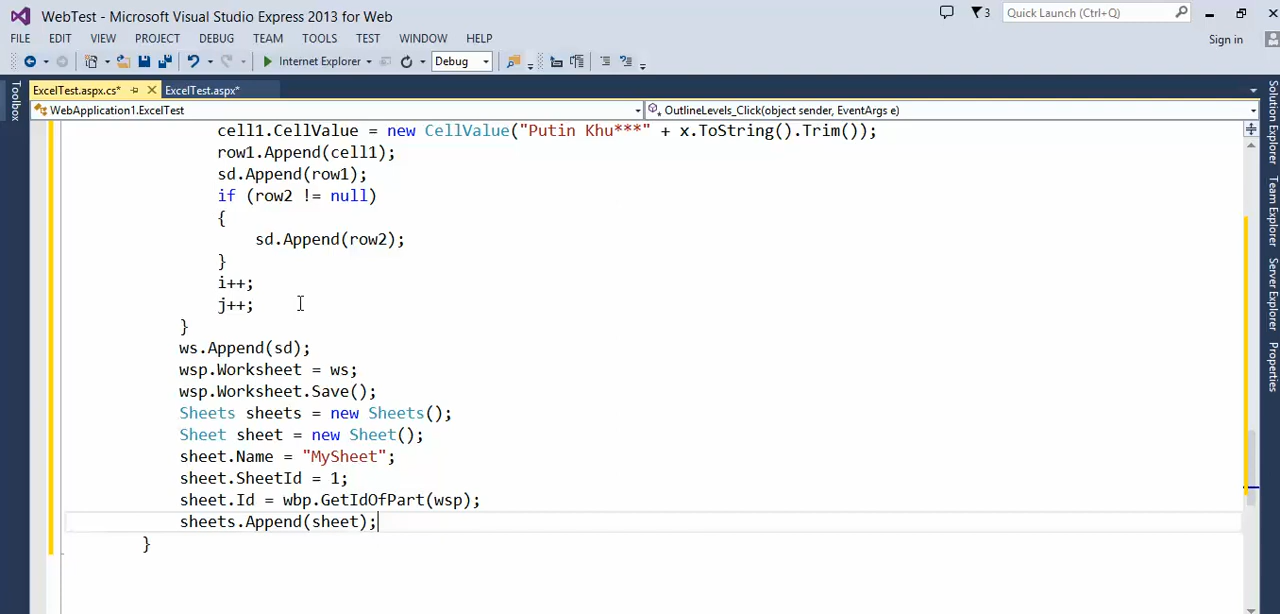 WebTest - Microsoft Visual Studio Express 2013 for Web
3
Quick Launch (Ctrl+Q)
FILE EDIT VIEW PROJECT DEBUG TEAM TOOLS TEST WINDOW HELP
Sign in
Internet Explorer
Debug
Toolbox
ExcelTest.aspx.cs*
ExcelTest.aspx*
WebApplication1.ExcelTest
OutlineLevels_Click(object sender, EventArgs e)
cell1.CellValue = new CellValue("Putin Khu***" + x.ToString().Trim());
row1.Append(cell1);
sd.Append(row1);
if (row2 != null)
{
sd.Append(row2);
}
i++;
j++;
}
ws.Append(sd);
wsp.Worksheet = ws;
wsp.Worksheet.Save();
Sheets sheets = new Sheets();
Sheet sheet = new Sheet();
sheet.Name = "MySheet";
sheet.SheetId = 1;
sheet.Id = wbp.GetIdOfPart(wsp);
sheets.Append(sheet);
}
Solution Explorer
Team Explorer
Server Explorer
Properties